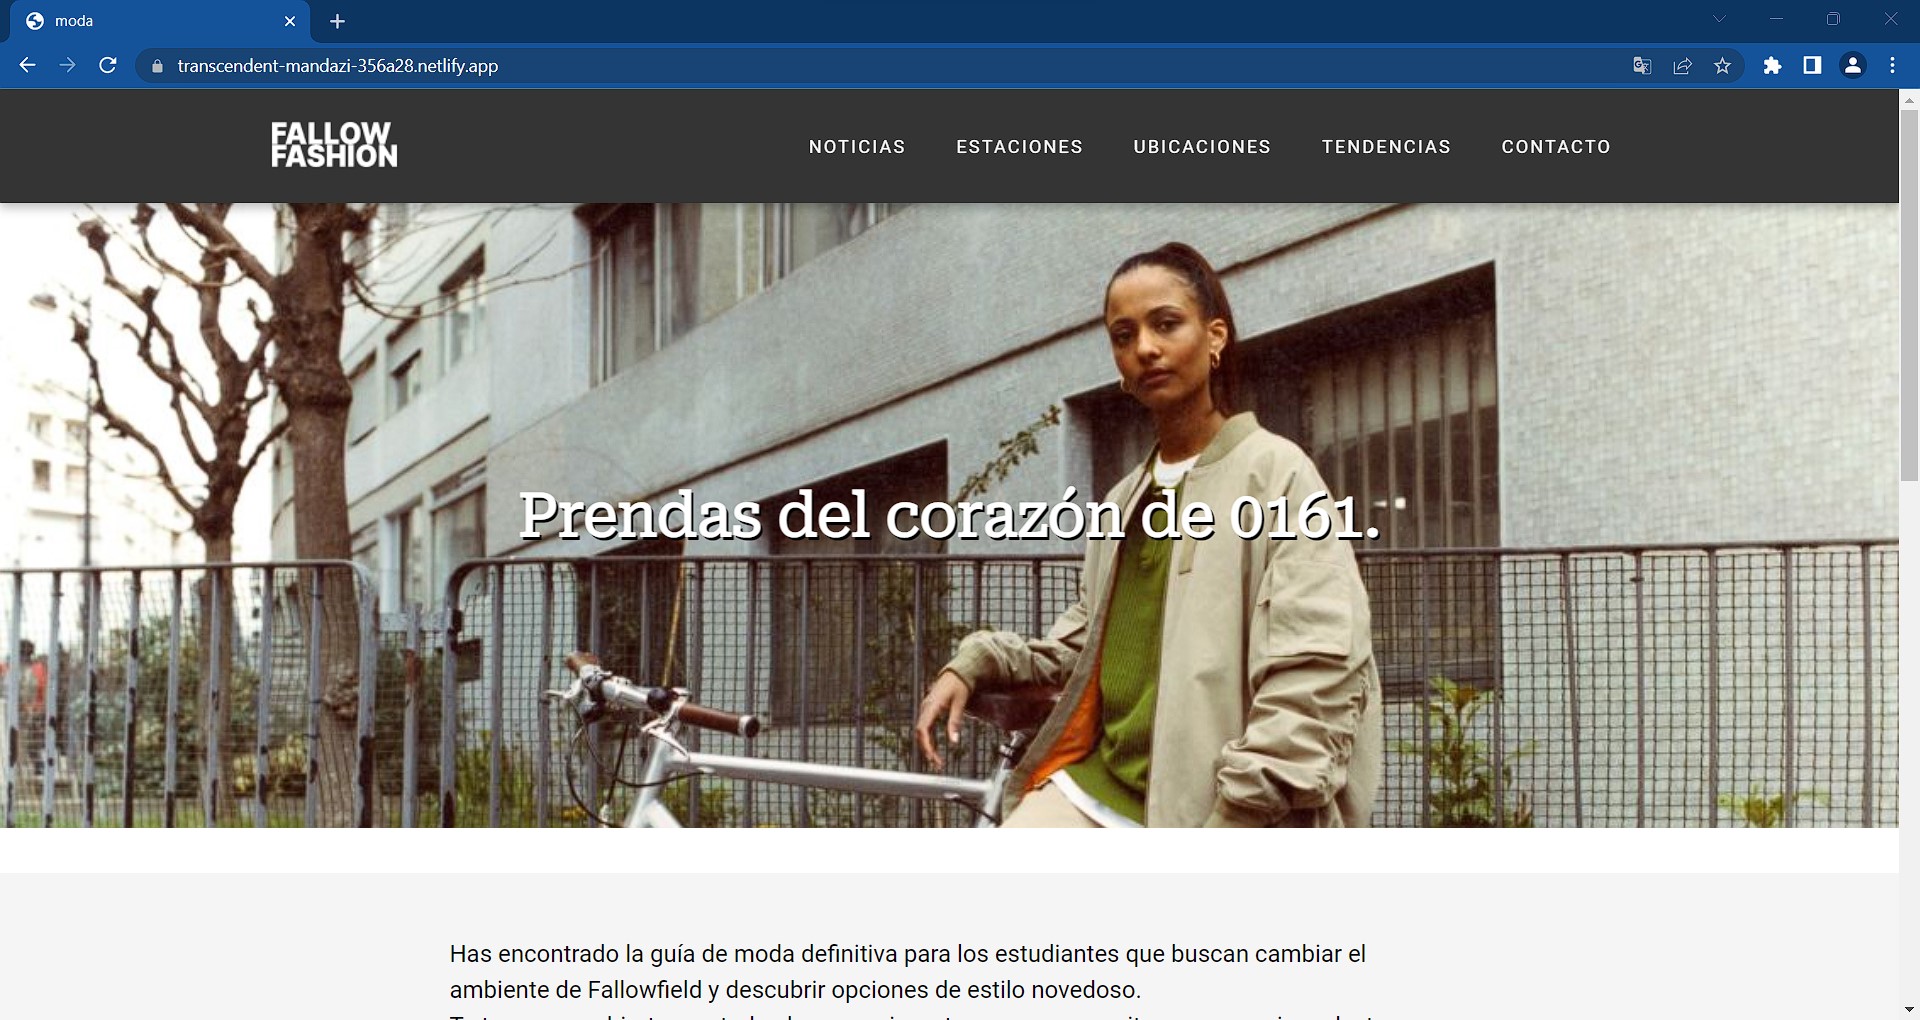 moda
transcendent-mandazi-356a28.netlify.app
FALLOW
FASHION
NOTICIAS
ESTACIONES
UBICACIONES
TENDENCIAS
CONTACTO
Prendas del corazón de 0161.
Has encontrado la guía de moda definitiva para los estudiantes que buscan cambiar el
ambiente de Fallowfield y descubrir opciones de estilo novedoso.